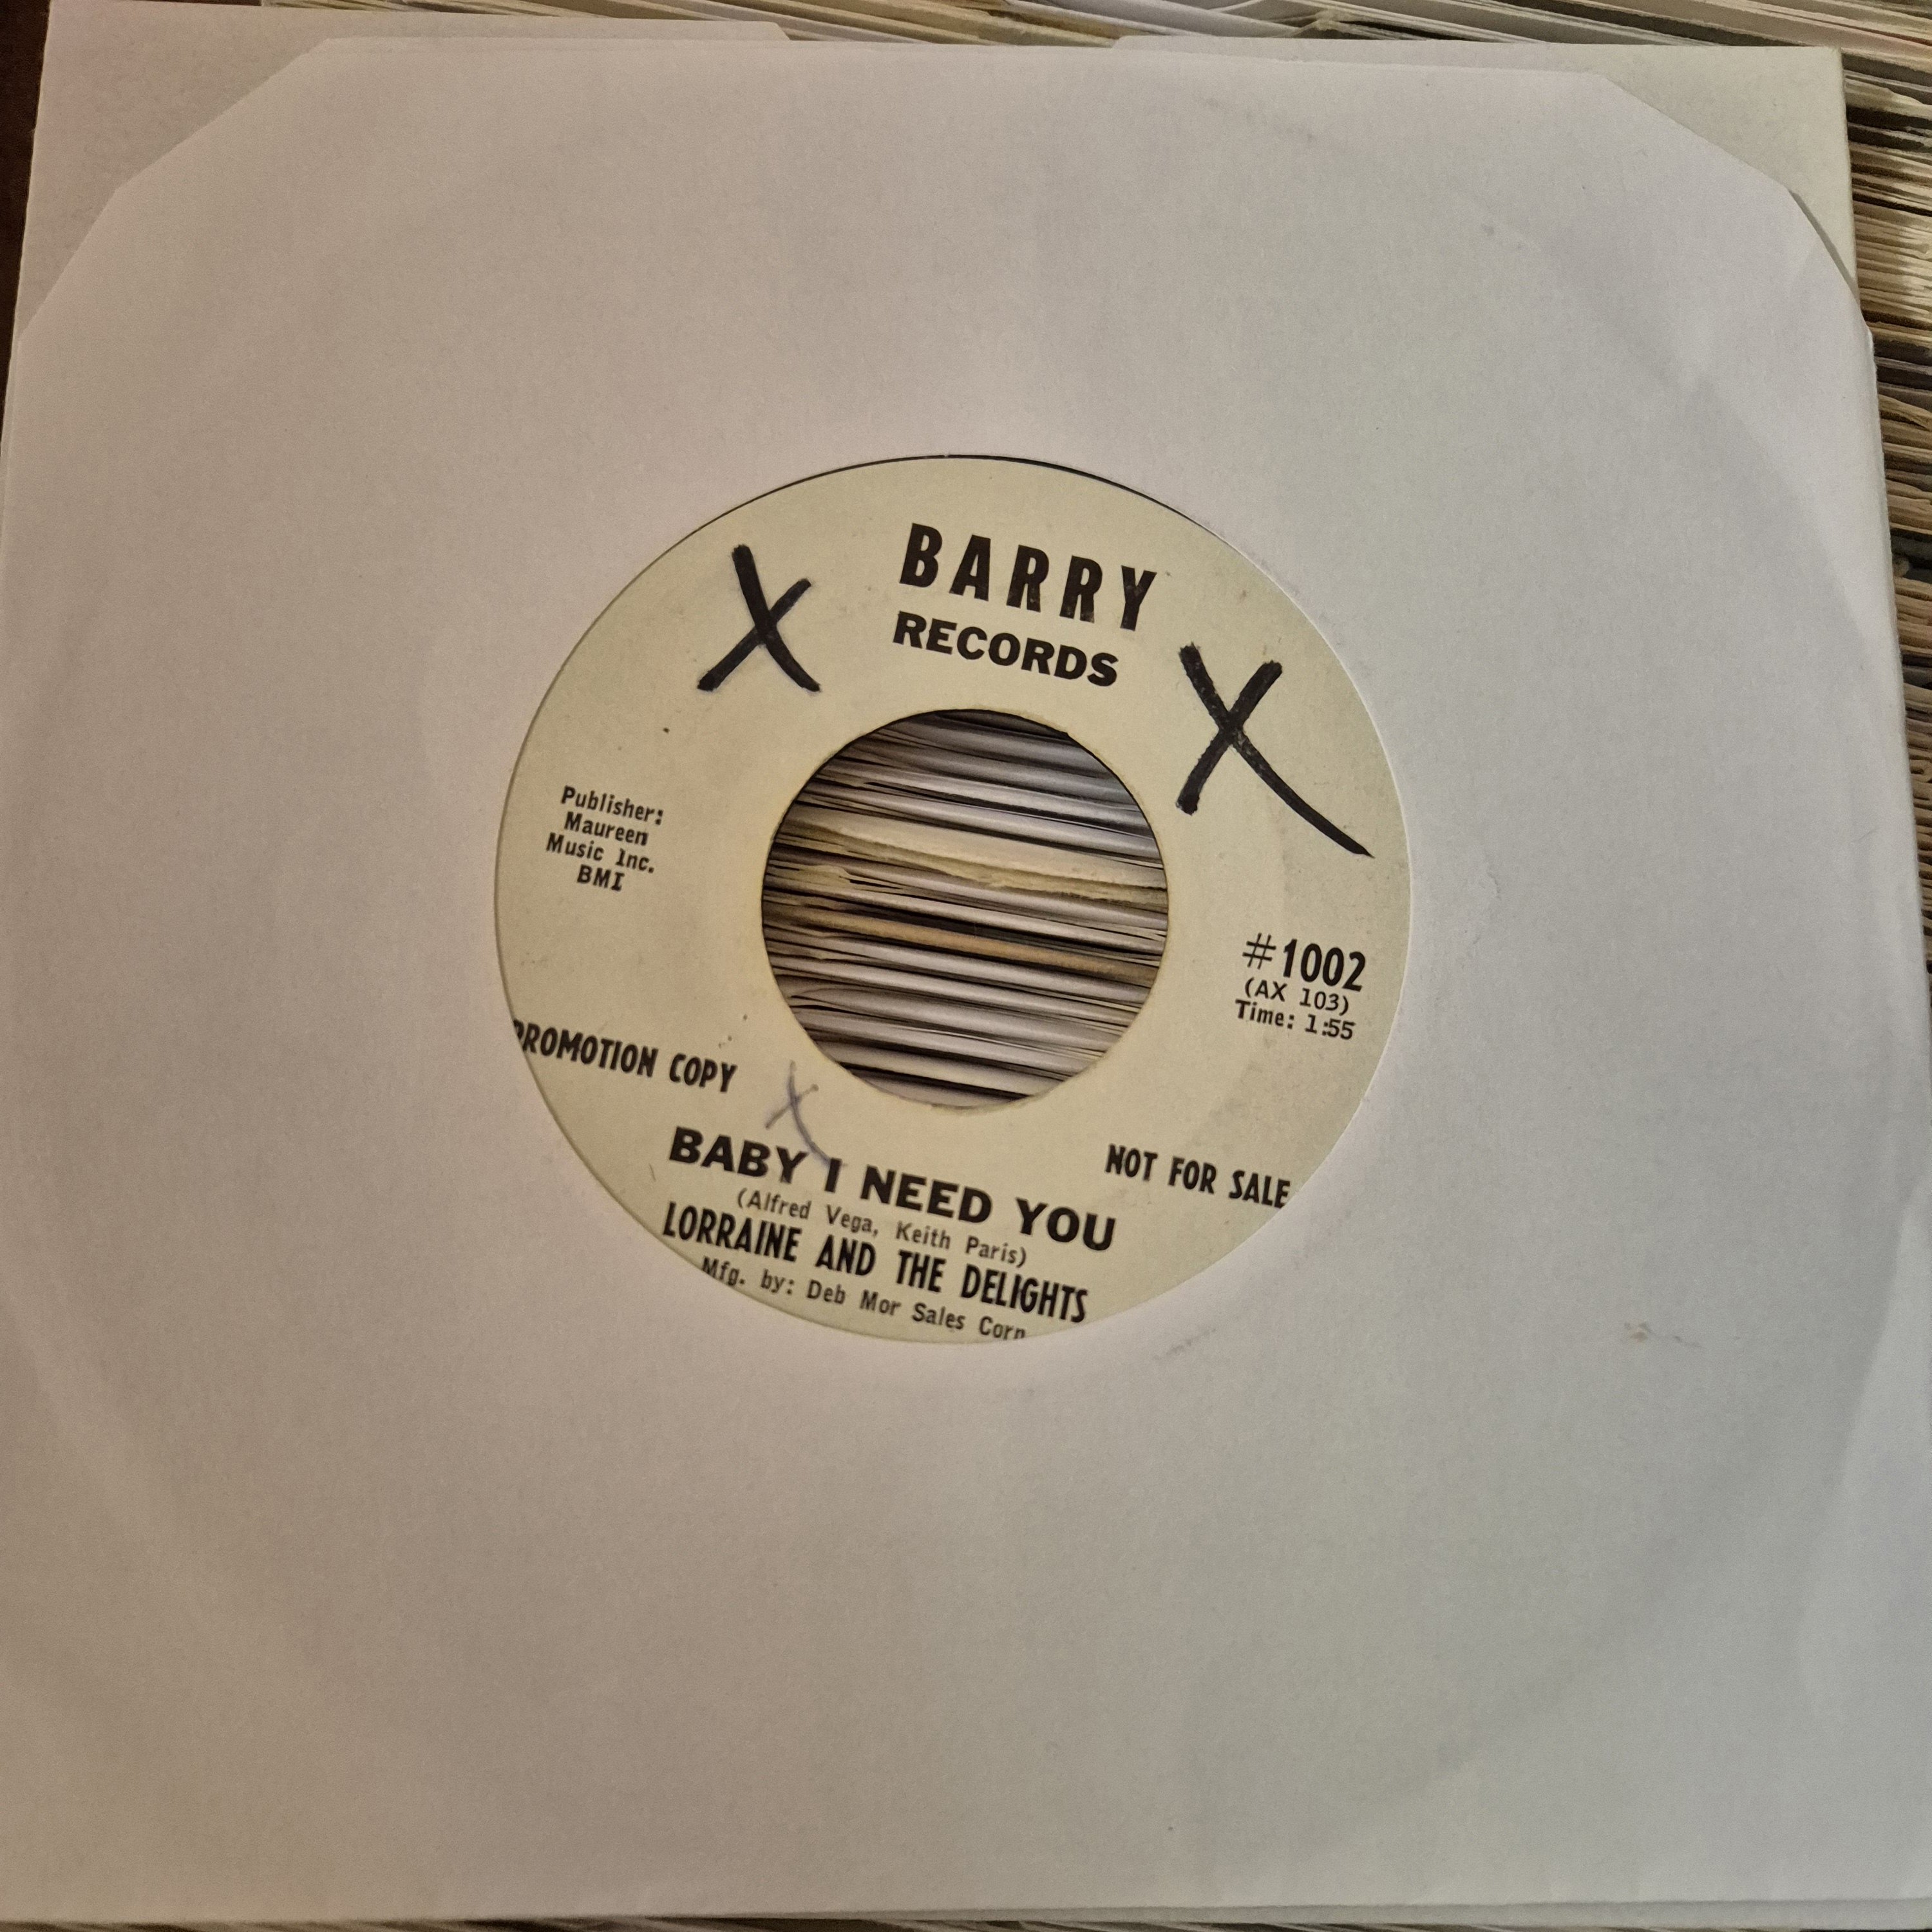 BARRY
RECORDS
X X
Publisher:
Maureen
Music Inc.
BMI
#1002
(AX 103)
Time: 1:55
PROMOTION COPY
NOT FOR SALE
X
BABY I NEED YOU
(Alfred Vega, Keith Paris)
LORRAINE AND THE DELIGHTS
Mfg. by: Deb Mor Sales Corp